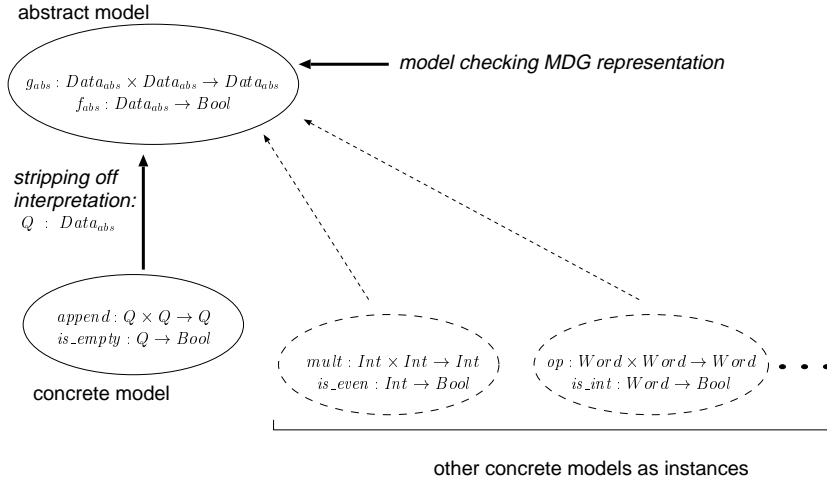 abstract model
g_abs : Data_abs × Data_abs → Data_abs
f_abs : Data_abs → Bool
model checking MDG representation
stripping off
interpretation:
Q : Data_abs
append : Q × Q → Q
is_empty : Q → Bool
concrete model
mult : Int × Int → Int
is_even : Int → Bool
op : Word × Word → Word
is_int : Word → Bool
other concrete models as instances